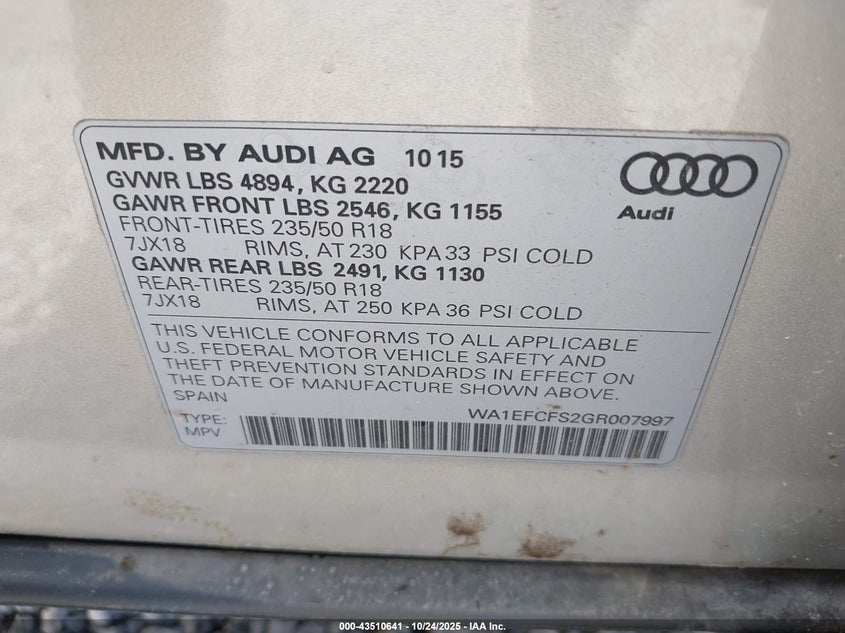 MFD. BY AUDI AG 10 15
GVWR LBS 4894, KG 2220
GAWR FRONT LBS 2546, KG 1155
FRONT-TIRES 235/50 R18
7JX18 RIMS, AT 230 KPA 33 PSI COLD
GAWR REAR LBS 2491, KG 1130
REAR-TIRES 235/50 R18
7JX18 RIMS, AT 250 KPA 36 PSI COLD
Audi
THIS VEHICLE CONFORMS TO ALL APPLICABLE
U.S. FEDERAL MOTOR VEHICLE SAFETY AND
THEFT PREVENTION STANDARDS IN EFFECT ON
THE DATE OF MANUFACTURE SHOWN ABOVE.
SPAIN
WA1EFCFS2GR007997
TYPE:
MPV
000-43510641 - 10/24/2025 - IAA Inc.